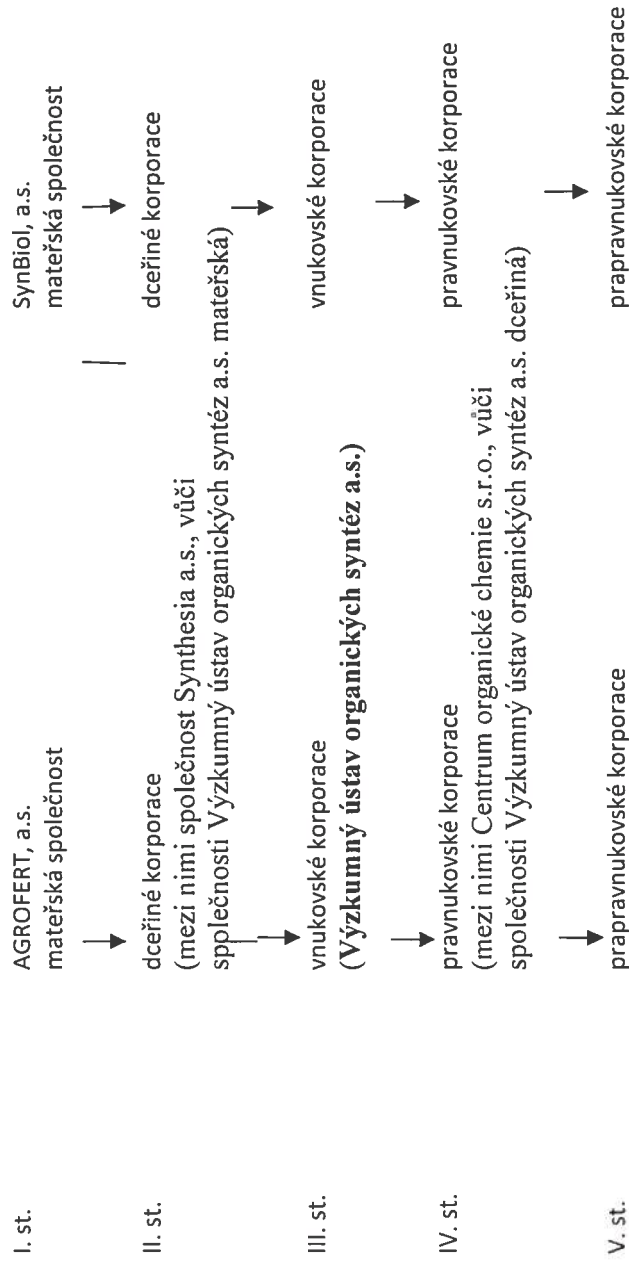 I. st.
AGROFERT, a.s.
mateřská společnost
SynBiol, a.s.
mateřská společnost
II. st.
dceřiné korporace
(mezi nimi společnost Synthesia a.s., vůči
společnosti Výzkumný ústav organických syntéz a.s. mateřská)
dceřiné korporace
III. st.
vnukovské korporace
(Výzkumný ústav organických syntéz a.s.)
vnukovské korporace
IV. st.
pravnukovské korporace
(mezi nimi Centrum organické chemie s.r.o., vůči
společnosti Výzkumný ústav organických syntéz a.s. dceřiná)
pravnukovské korporace
V. st.
prapravnukovské korporace
prapravnukovské korporace